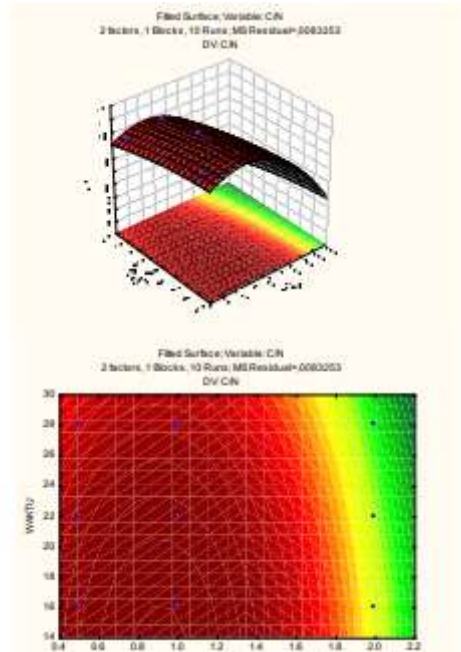 Fitted Surface; Variable: C/N
2 factors, 1 Blocks, 10 Runs; MS Residual=,0083253
DV: C/N
Fitted Surface; Variable: C/N
2 factors, 1 Blocks, 10 Runs; MS Residual=,0083253
DV: C/N
30
28
26
24
22
20
18
16
14
WAKTU
0.4 0.6 0.8 1.0 1.2 1.4 1.6 1.8 2.0 2.2